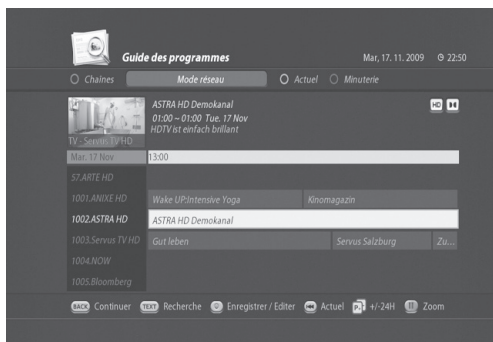 Guide des programmes Mar, 17. 11. 2009 22:50
Chaînes Mode réseau Actuel Minuterie
ASTRA HD Demokanal HD
01:00 ~ 01:00 Tue. 17 Nov
HDTV ist einfach brillant
TV - Servus TV HD
Mar. 17 Nov 13:00
57.ARTE HD
1001.ANIXE HD Wake UP:Intensive Yoga Kinomagazin
1002.ASTRA HD ASTRA HD Demokanal
1003.Servus TV HD Gut leben Servus Salzburg Zu...
1004.NOW
1005.Bloomberg
BACK Continuer TEXT Recherche Enregistrer / Editer Actuel P. +/-24H Zoom